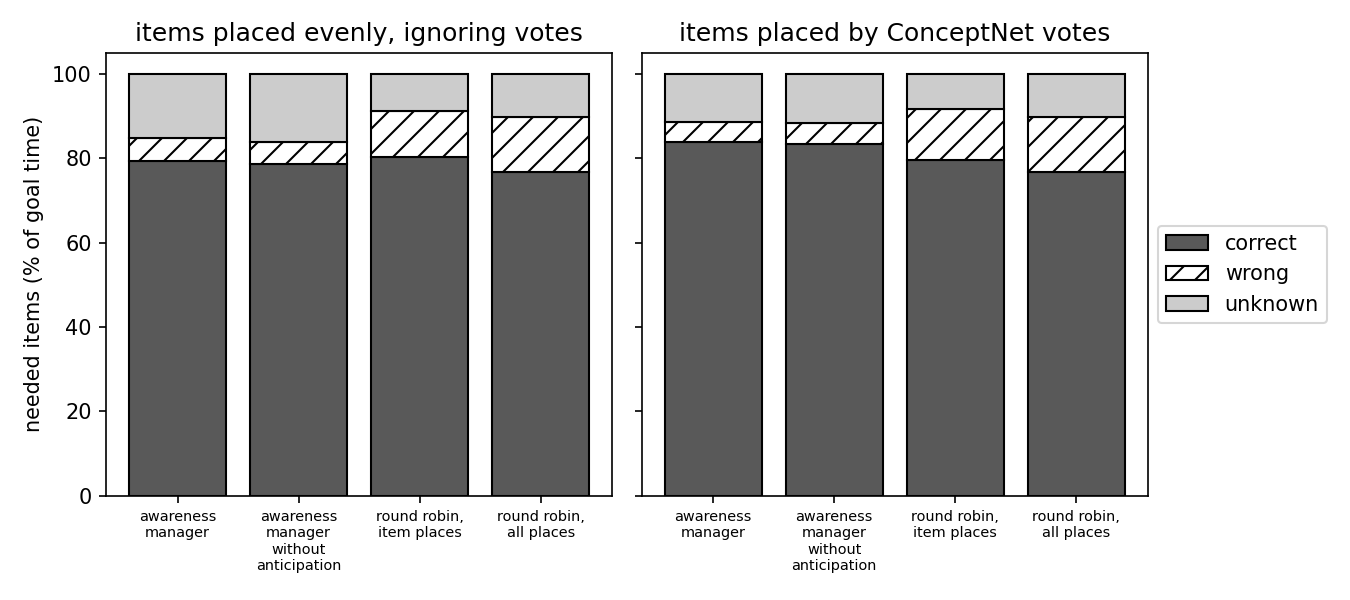 items placed evenly, ignoring votes
items placed by ConceptNet votes
needed items (% of goal time)
100
80
60
40
20
0
awareness
manager
awareness
manager
without
anticipation
round robin,
item places
round robin,
all places
awareness
manager
awareness
manager
without
anticipation
round robin,
item places
round robin,
all places
correct
wrong
unknown